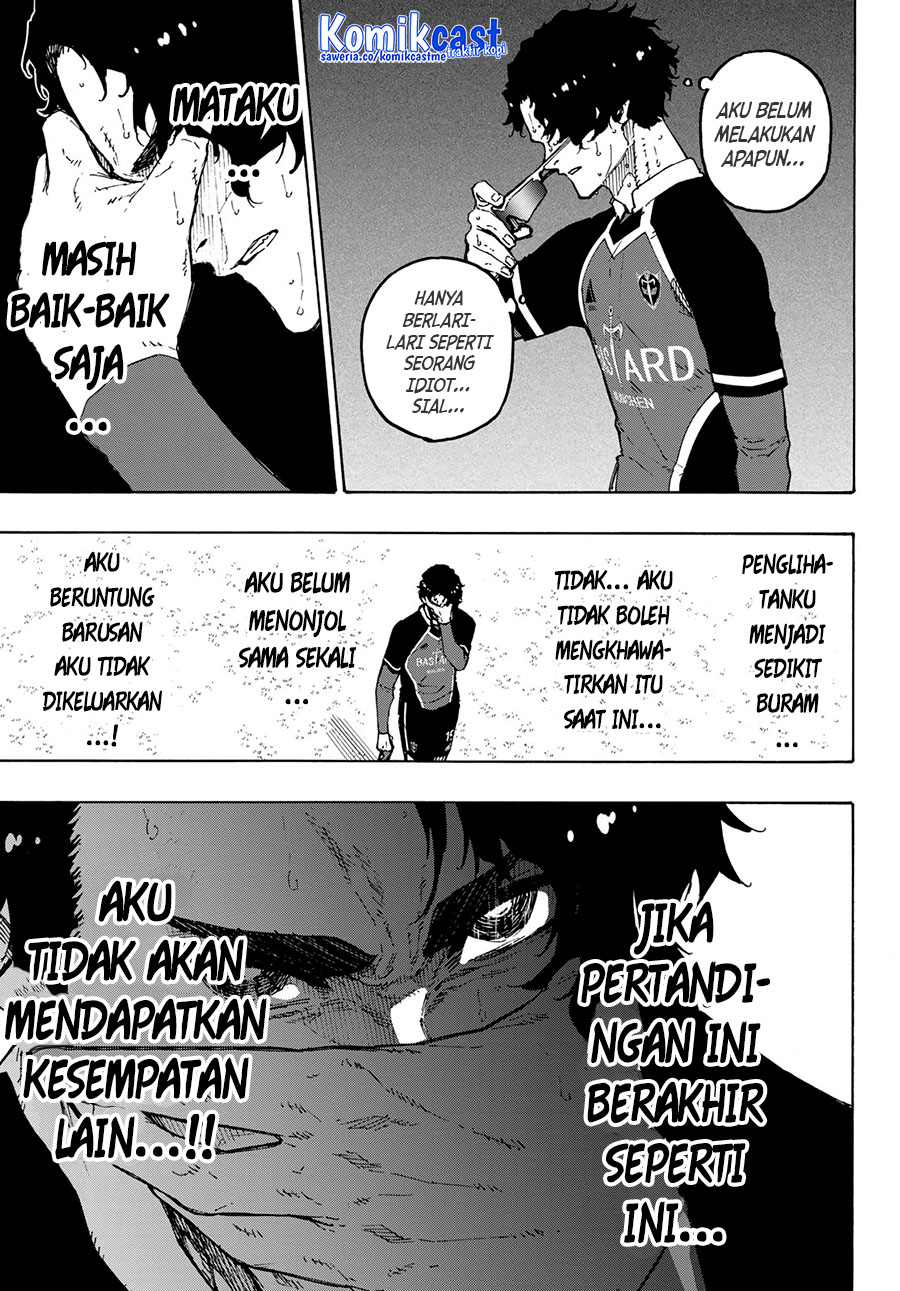 Komikcast
saweria.co/komikcastme
traktir kopi
AKU BELUM
MELAKUKAN
APAPUN...
HANYA
BERLARI-
LARI SEPERTI
SEORANG
IDIOT...
SIAL...
BASTARD
MÜNCHEN
MATAKU
...
MASIH
BAIK-BAIK
SAJA
...
PENGLIHA-
TANKU
MENJADI
SEDIKIT
BURAM
...
TIDAK... AKU
TIDAK BOLEH
MENGKHAWA-
TIRKAN ITU
SAAT INI...
BASTARD
AKU BELUM
MENONJOL
SAMA SEKALI
...
AKU
BERUNTUNG
BARUSAN
AKU TIDAK
DIKELUARKAN
...!
JIKA
PERTANDI-
NGAN INI
BERAKHIR
SEPERTI
INI...
AKU
TIDAK AKAN
MENDAPATKAN
KESEMPATAN
LAIN...!!